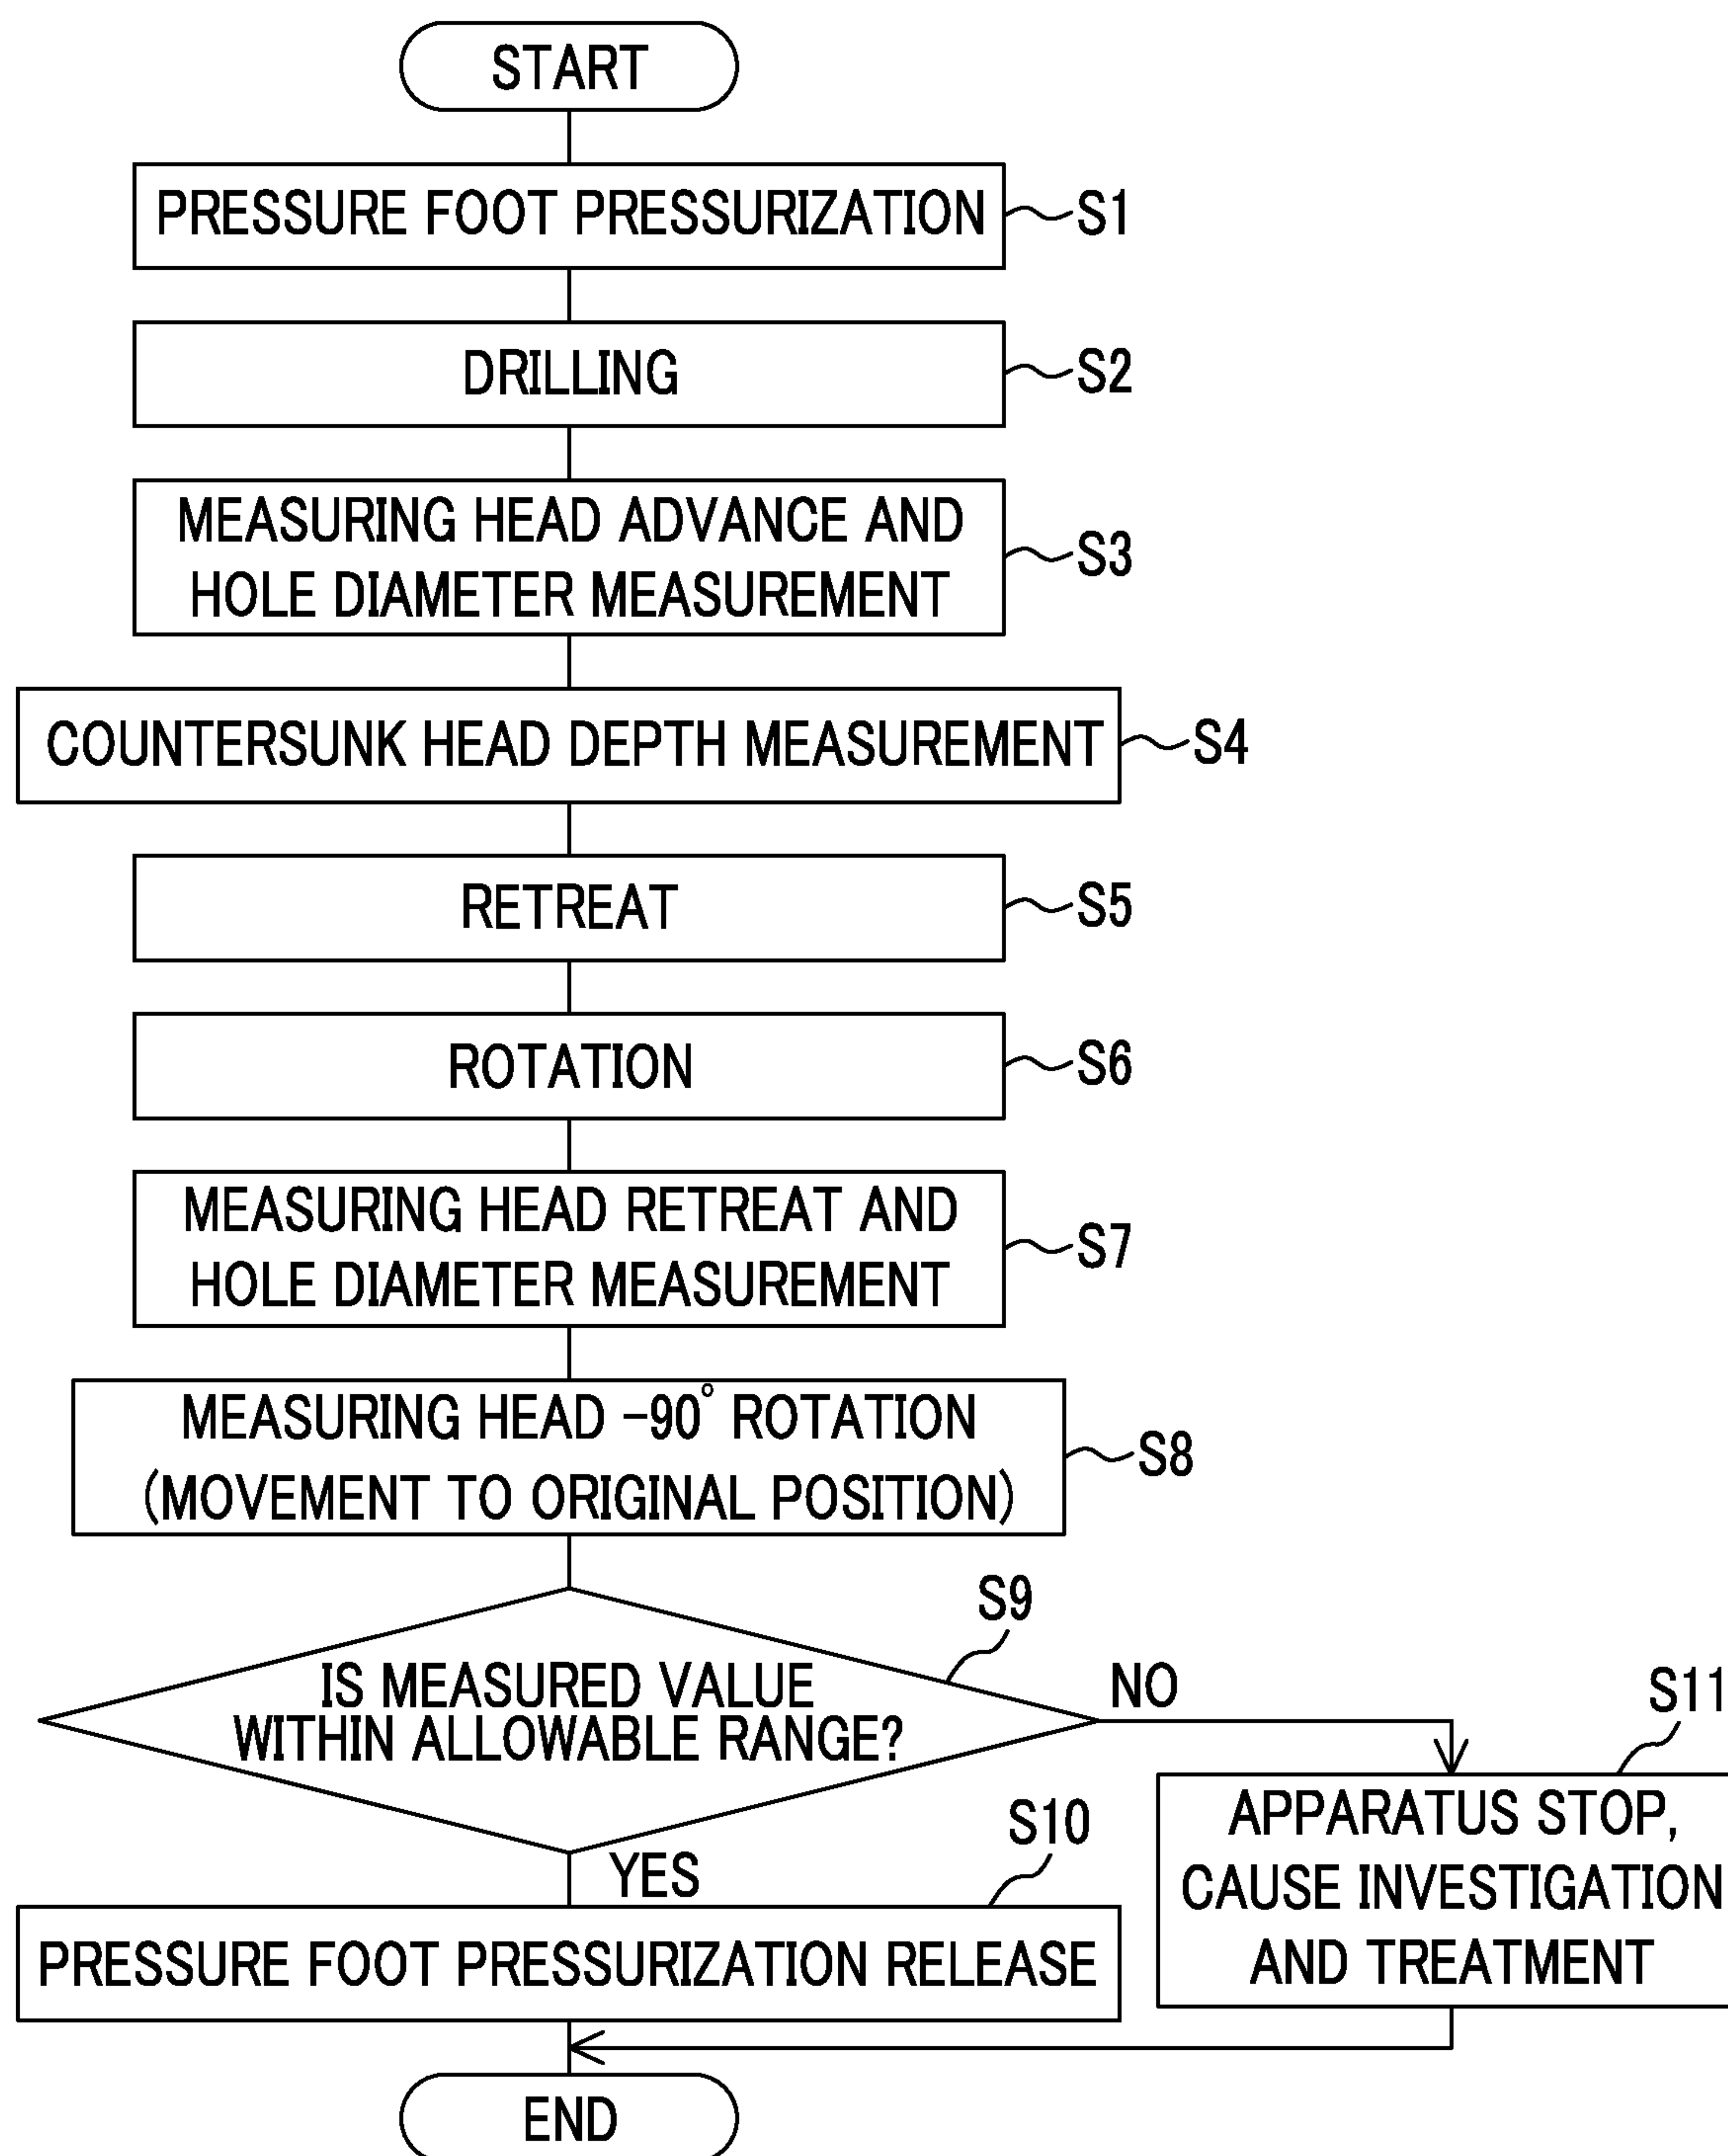 START
PRESSURE FOOT PRESSURIZATION
S1
DRILLING
S2
MEASURING HEAD ADVANCE AND
HOLE DIAMETER MEASUREMENT
S3
COUNTERSUNK HEAD DEPTH MEASUREMENT
S4
RETREAT
S5
ROTATION
S6
MEASURING HEAD RETREAT AND
HOLE DIAMETER MEASUREMENT
S7
MEASURING HEAD -90° ROTATION
(MOVEMENT TO ORIGINAL POSITION)
S8
S9
IS MEASURED VALUE
WITHIN ALLOWABLE RANGE?
NO
S11
APPARATUS STOP,
CAUSE INVESTIGATION
AND TREATMENT
YES
S10
PRESSURE FOOT PRESSURIZATION RELEASE
END